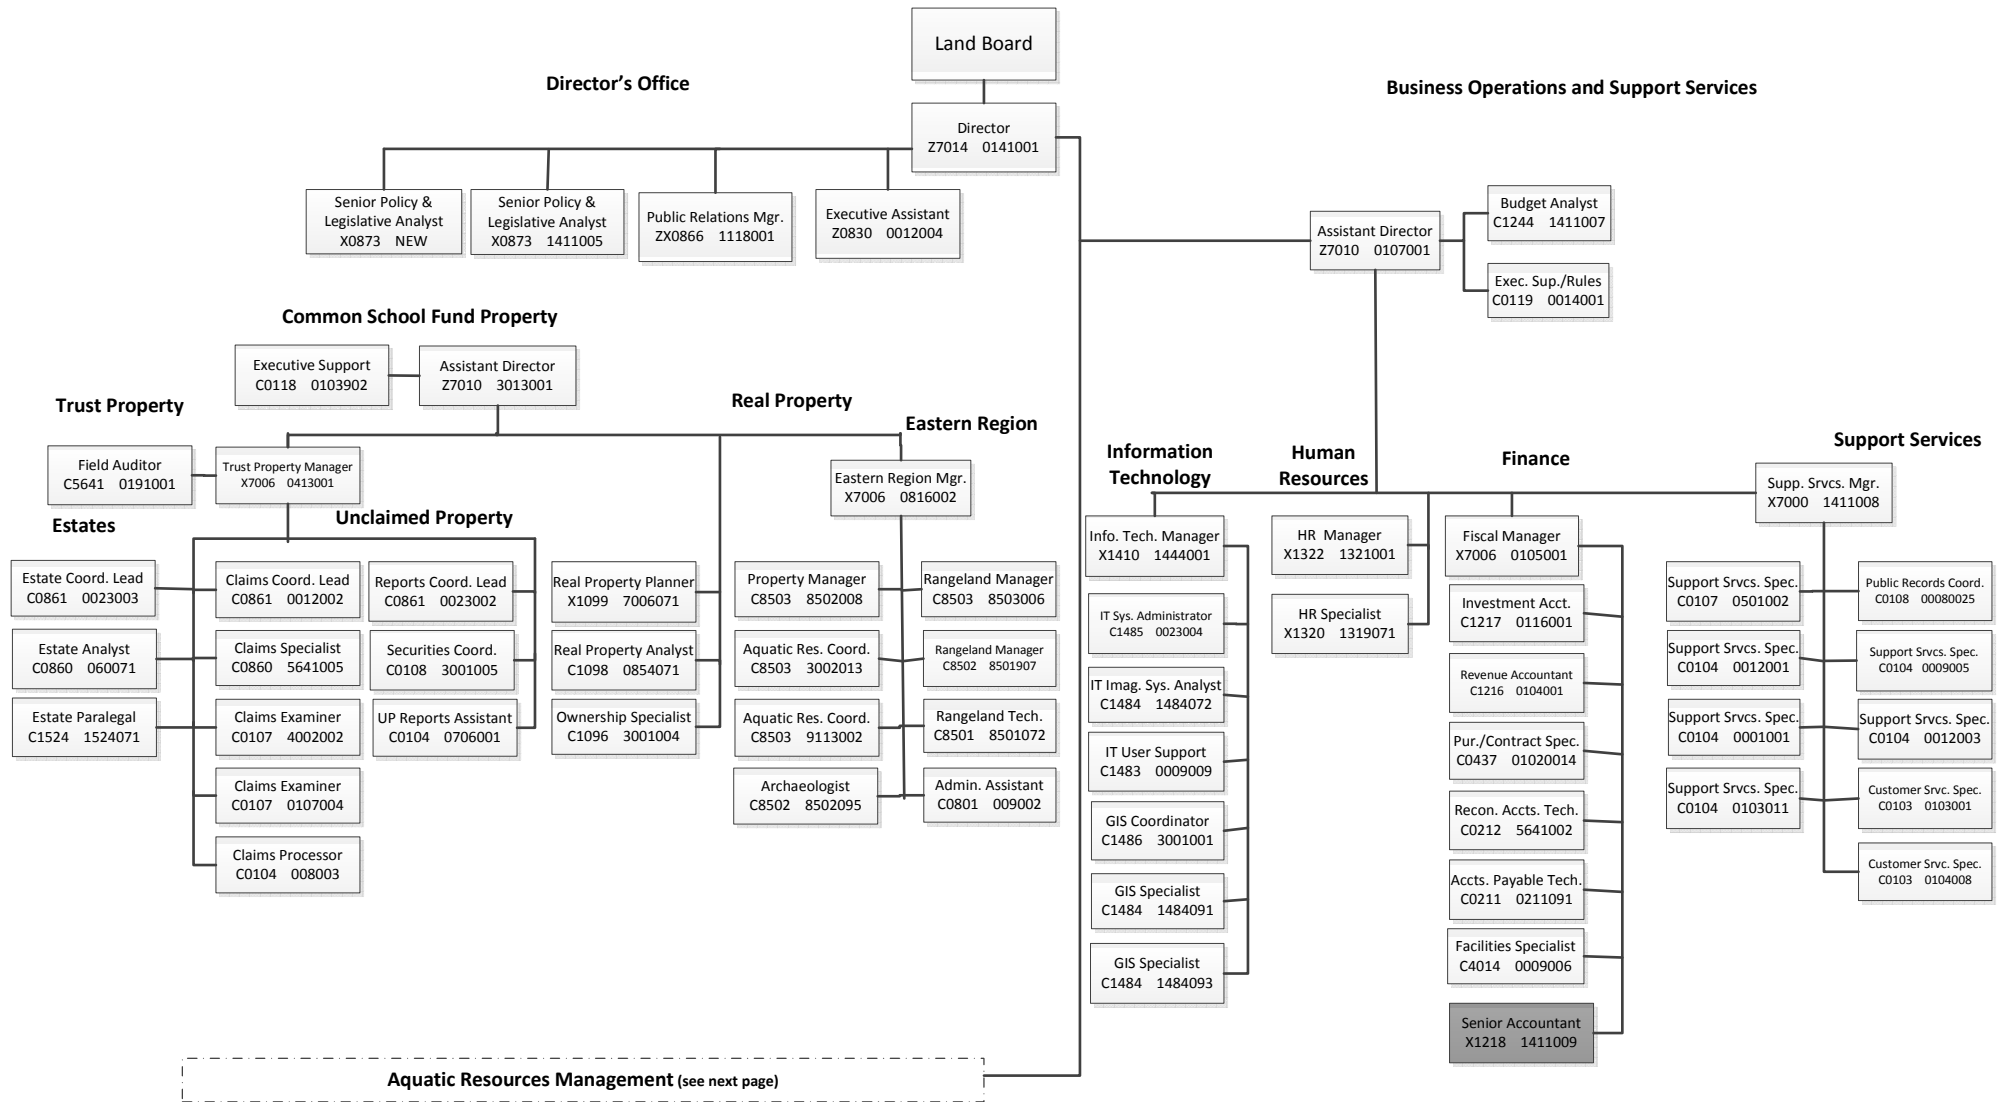 Land Board
Director’s Office
Business Operations and Support Services
Director
Z7014 0141001
Senior Policy &
Legislative Analyst
X0873 NEW
Senior Policy &
Legislative Analyst
X0873 1411005
Public Relations Mgr.
ZX0866 1118001
Executive Assistant
Z0830 0012004
Assistant Director
Z7010 0107001
Budget Analyst
C1244 1411007
Exec. Sup./Rules
C0119 0014001
Common School Fund Property
Executive Support
C0118 0103902
Assistant Director
Z7010 3013001
Trust Property
Real Property
Eastern Region
Field Auditor
C5641 0191001
Trust Property Manager
X7006 0413001
Eastern Region Mgr.
X7006 0816002
Estates
Unclaimed Property
Estate Coord. Lead
C0861 0023003
Estate Analyst
C0860 060071
Estate Paralegal
C1524 1524071
Claims Coord. Lead
C0861 0012002
Claims Specialist
C0860 5641005
Claims Examiner
C0107 4002002
Claims Examiner
C0107 0107004
Claims Processor
C0104 008003
Reports Coord. Lead
C0861 0023002
Securities Coord.
C0108 3001005
UP Reports Assistant
C0104 0706001
Real Property Planner
X1099 7006071
Real Property Analyst
C1098 0854071
Ownership Specialist
C1096 3001004
Property Manager
C8503 8502008
Aquatic Res. Coord.
C8503 3002013
Aquatic Res. Coord.
C8503 9113002
Archaeologist
C8502 8502095
Rangeland Manager
C8503 8503006
Rangeland Manager
C8502 8501907
Rangeland Tech.
C8501 8501072
Admin. Assistant
C0801 009002
Information
Technology
Human
Resources
Finance
Support Services
Info. Tech. Manager
X1410 1444001
IT Sys. Administrator
C1485 0023004
IT Imag. Sys. Analyst
C1484 1484072
IT User Support
C1483 0009009
GIS Coordinator
C1486 3001001
GIS Specialist
C1484 1484091
GIS Specialist
C1484 1484093
HR Manager
X1322 1321001
HR Specialist
X1320 1319071
Fiscal Manager
X7006 0105001
Investment Acct.
C1217 0116001
Revenue Accountant
C1216 0104001
Pur./Contract Spec.
C0437 01020014
Recon. Accts. Tech.
C0212 5641002
Accts. Payable Tech.
C0211 0211091
Facilities Specialist
C4014 0009006
Senior Accountant
X1218 1411009
Supp. Srvcs. Mgr.
X7000 1411008
Support Srvcs. Spec.
C0107 0501002
Support Srvcs. Spec.
C0104 0012001
Support Srvcs. Spec.
C0104 0001001
Support Srvcs. Spec.
C0104 0103011
Public Records Coord.
C0108 00080025
Support Srvcs. Spec.
C0104 0009005
Support Srvcs. Spec.
C0104 0012003
Customer Srvc. Spec.
C0103 0103001
Customer Srvc. Spec.
C0103 0104008
Aquatic Resources Management (see next page)